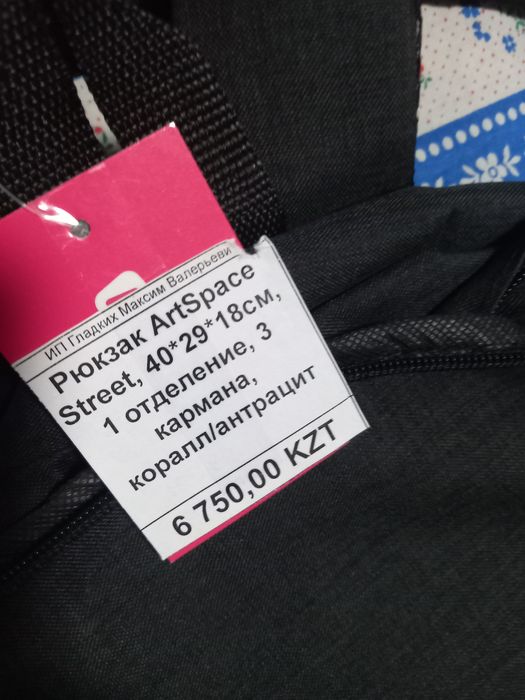 ИП Гладких Максим Валерьеви
Рюкзак ArtSpace
Street, 40*29*18см,
1 отделение, 3
кармана,
коралл/антрацит
6 750,00 KZT